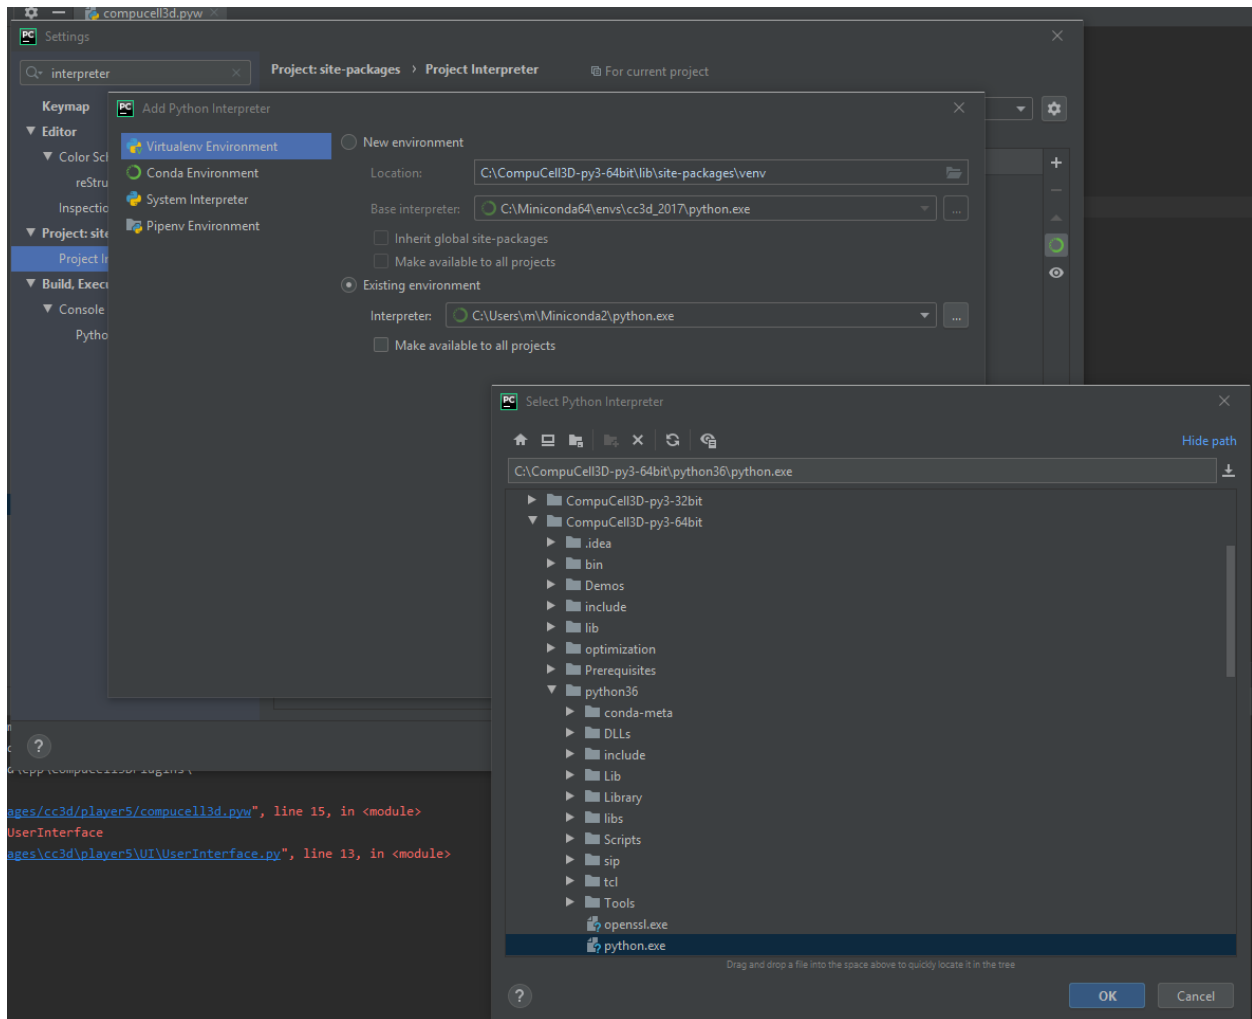 compucell3d.pyw
Settings
interpreter
Project: site-packages › Project Interpreter
For current project
Keymap
Editor
Color Scl
reStru
Inspectio
Project: site
Project In
Build, Execu
Console
Pytho
Add Python Interpreter
Virtualenv Environment
Conda Environment
System Interpreter
Pipenv Environment
New environment
Location: C:\CompuCell3D-py3-64bit\lib\site-packages\venv
Base interpreter: C:\Miniconda64\envs\cc3d_2017\python.exe
...
Inherit global site-packages
Make available to all projects
Existing environment
Interpreter: C:\Users\m\Miniconda2\python.exe
...
Make available to all projects
Select Python Interpreter
Hide path
C:\CompuCell3D-py3-64bit\python36\python.exe
CompuCell3D-py3-32bit
CompuCell3D-py3-64bit
.idea
bin
Demos
include
lib
optimization
Prerequisites
python36
conda-meta
DLLs
include
Lib
Library
libs
Scripts
sip
tcl
Tools
openssl.exe
python.exe
Drag and drop a file into the space above to quickly locate it in the tree
?
OK
Cancel
?
ages/cc3d/player5/compucell3d.pyw", line 15, in <module>
UserInterface
ages\cc3d\player5\UI\UserInterface.py", line 13, in <module>